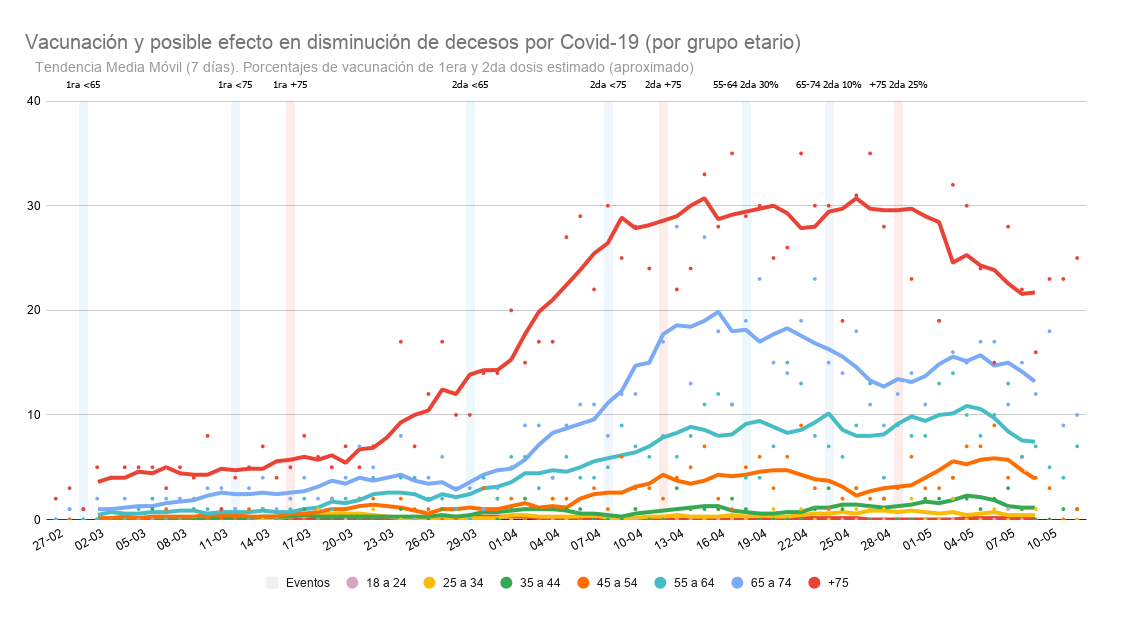 Vacunación y posible efecto en disminución de decesos por Covid-19 (por grupo etario)
Tendencia Media Móvil (7 días). Porcentajes de vacunación de 1era y 2da dosis estimado (aproximado)
1ra <65 1ra <75 1ra +75 2da <65 2da <75 2da +75 55-64 2da 30% 65-74 2da 10% +75 2da 25%
40
30
20
10
0
27-02 02-03 05-03 08-03 11-03 14-03 17-03 20-03 23-03 26-03 29-03 01-04 04-04 07-04 10-04 13-04 16-04 19-04 22-04 25-04 28-04 01-05 04-05 07-05 10-05
Eventos 18 a 24 25 a 34 35 a 44 45 a 54 55 a 64 65 a 74 +75